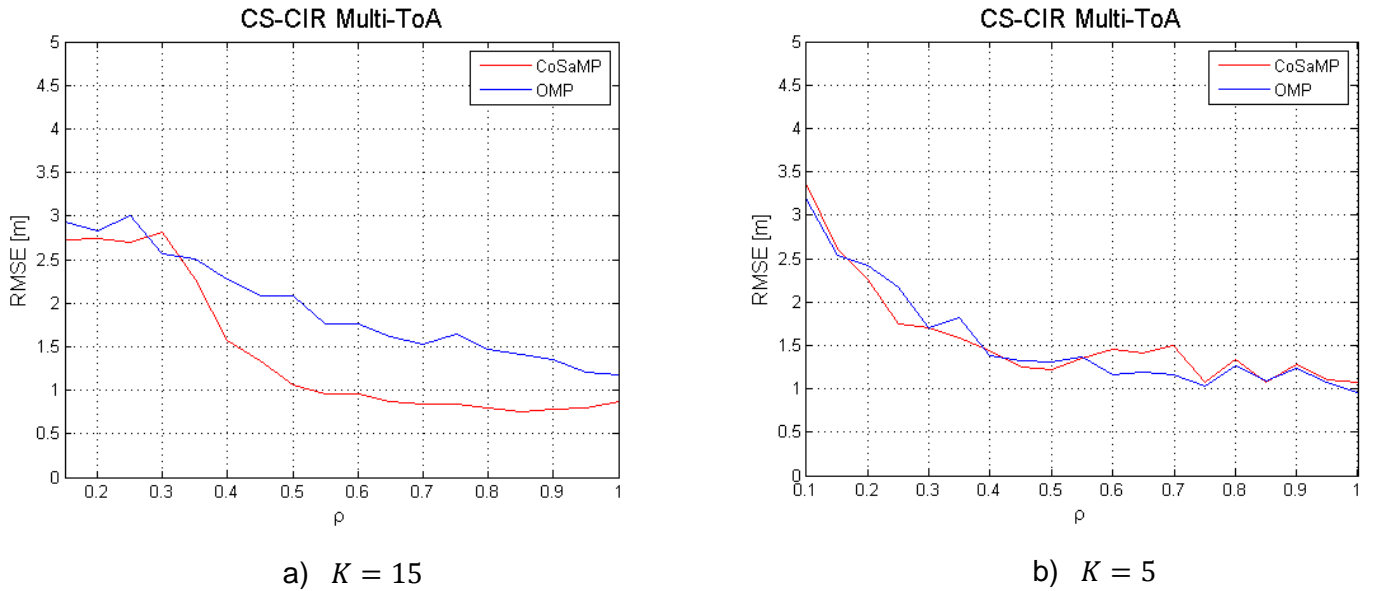 CS-CIR Multi-ToA
5
4.5
4
3.5
3
2.5
2
1.5
1
0.5
0
RMSE [m]
CoSaMP
OMP
0.2 0.3 0.4 0.5 0.6 0.7 0.8 0.9 1
ρ
a) K = 15
CS-CIR Multi-ToA
5
4.5
4
3.5
3
2.5
2
1.5
1
0.5
0
RMSE [m]
CoSaMP
OMP
0.1 0.2 0.3 0.4 0.5 0.6 0.7 0.8 0.9 1
ρ
b) K = 5